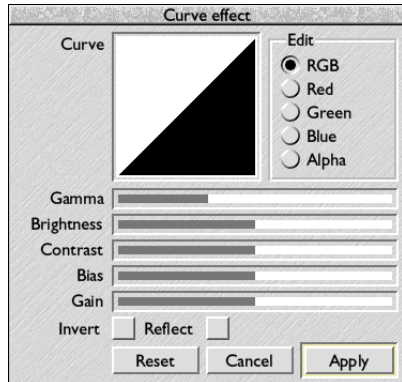 Curve effect
Curve
Edit
RGB
Red
Green
Blue
Alpha
Gamma
Brightness
Contrast
Bias
Gain
Invert Reflect
Reset Cancel Apply